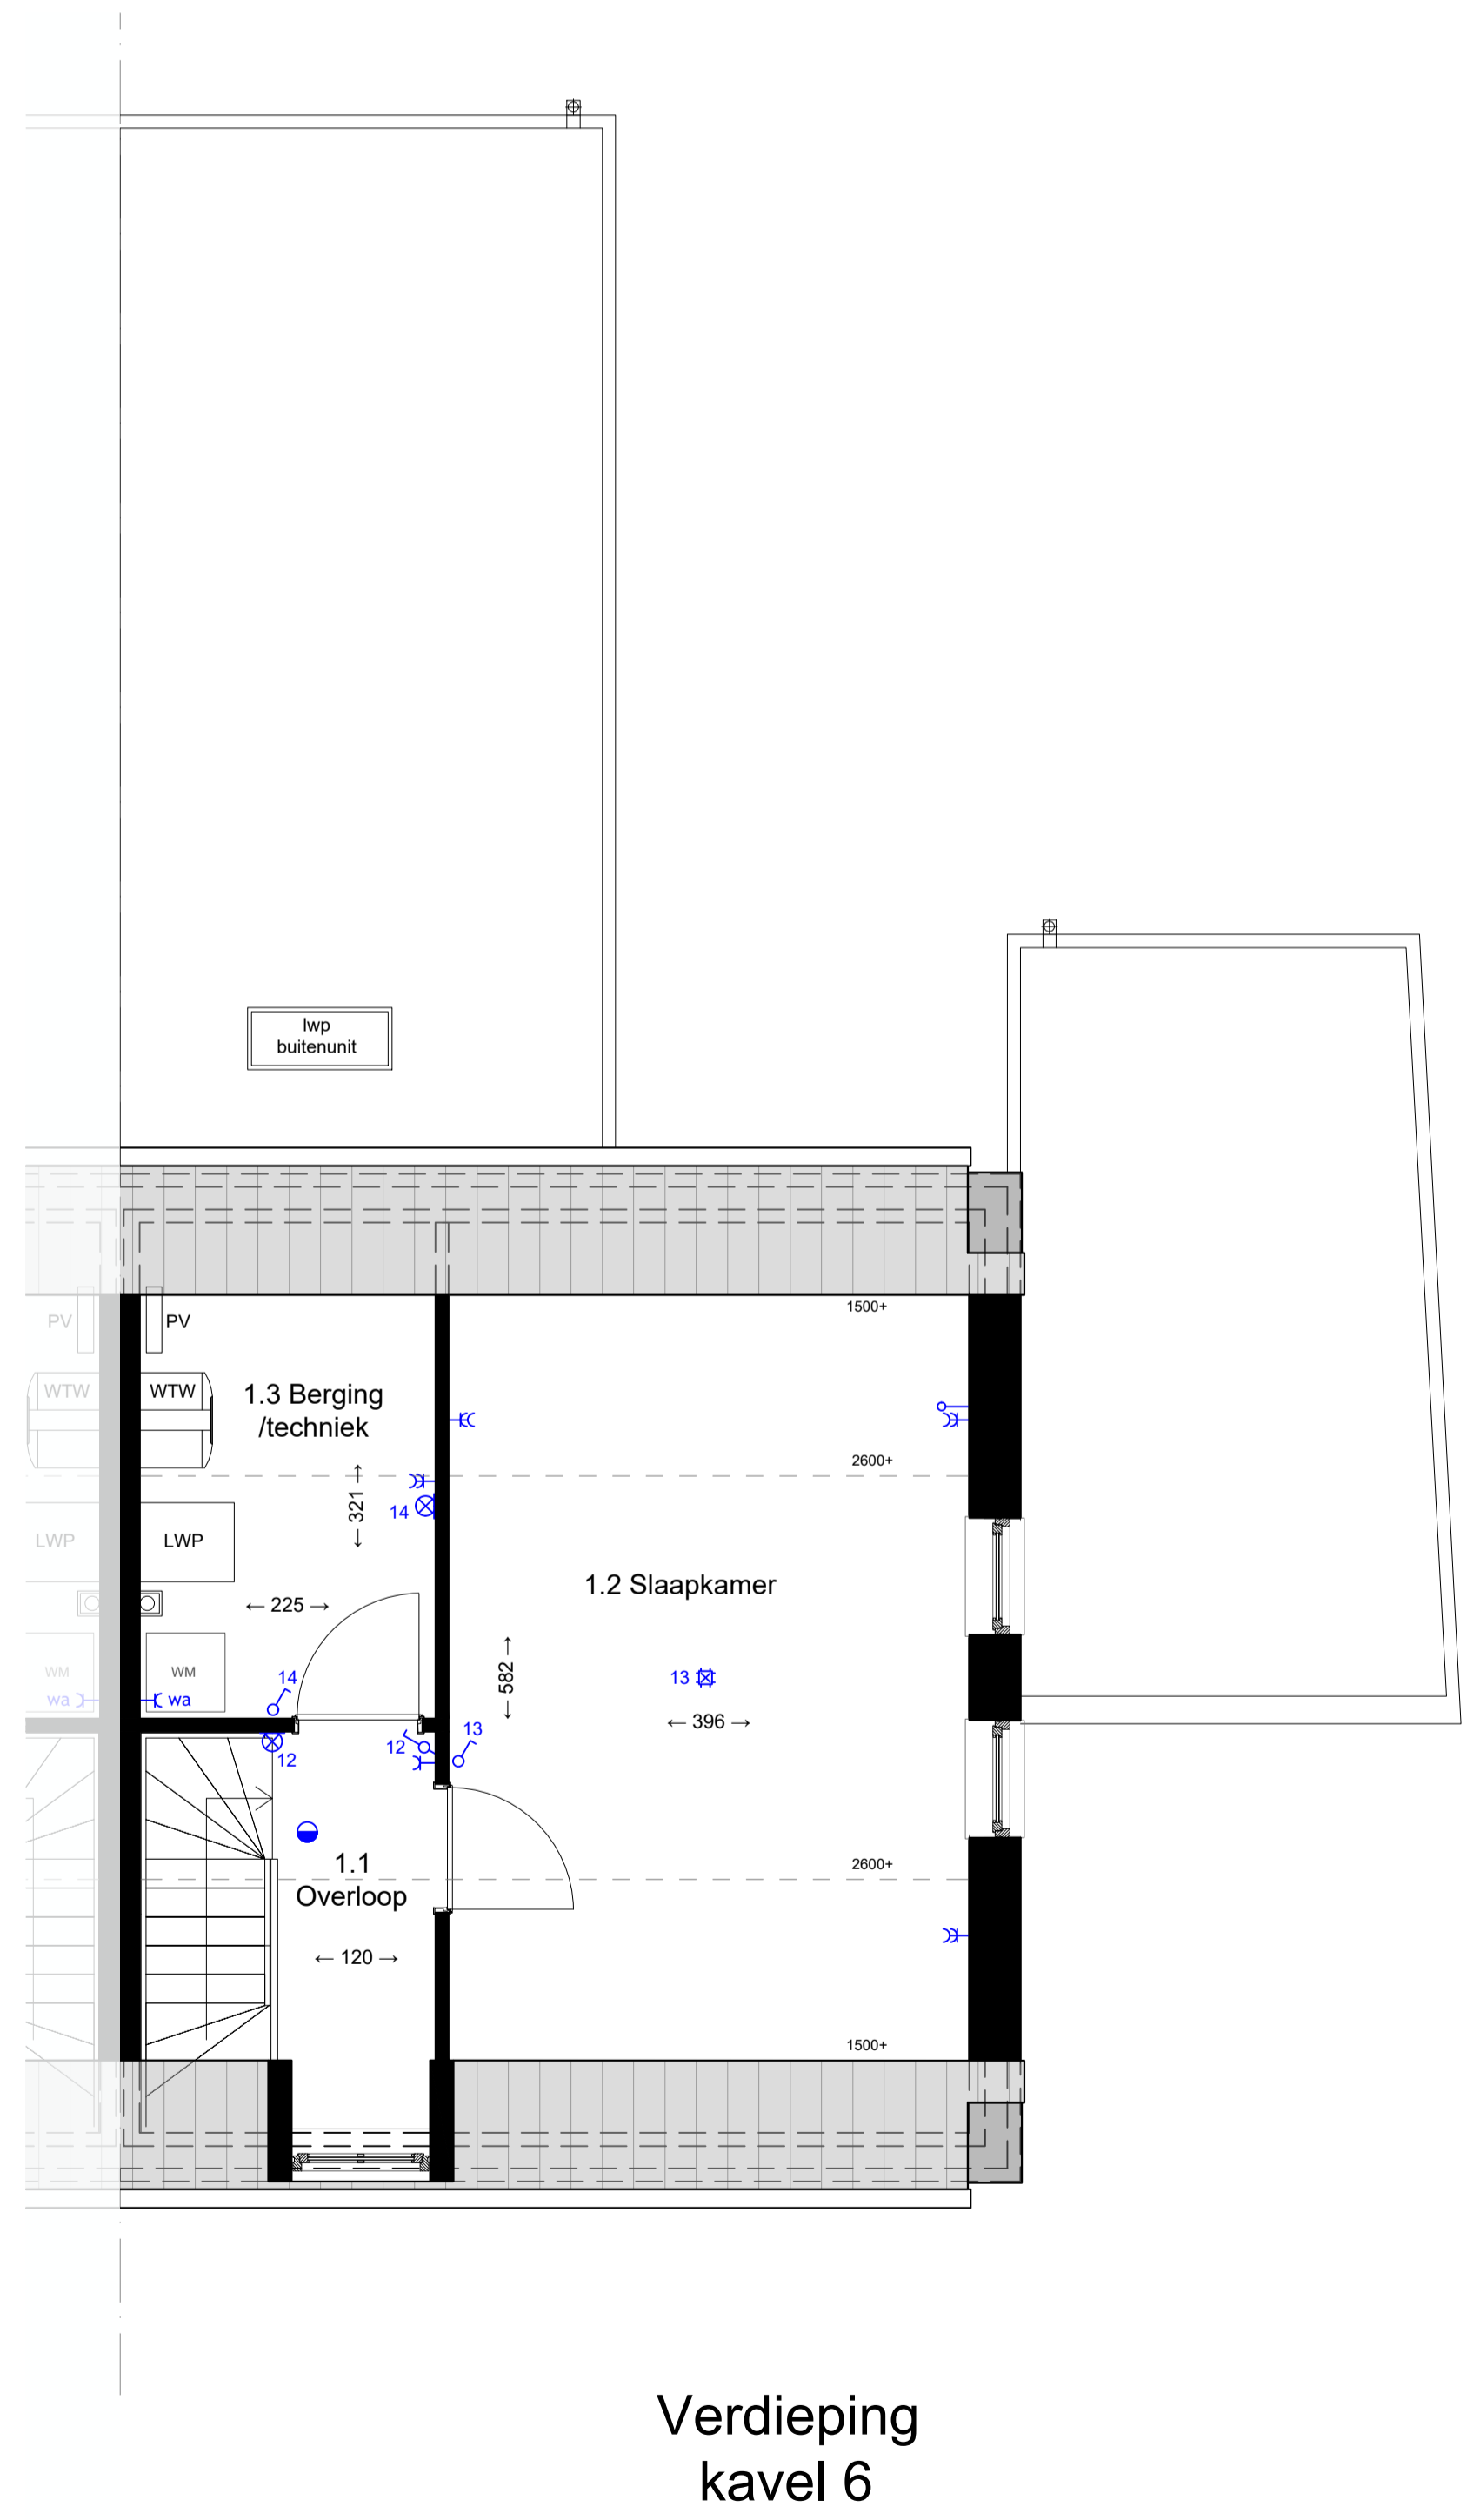 lwp
buitenunit
1500+
PV
PV
WTW
WTW
1.3 Berging
/techniek
2600+
← 321 →
14
LWP
LWP
1.2 Slaapkamer
← 225 →
WM
WM
14
← 582 →
13
wa
wa
← 396 →
12
12
13
2600+
1.1
Overloop
← 120 →
1500+
Verdieping
kavel 6